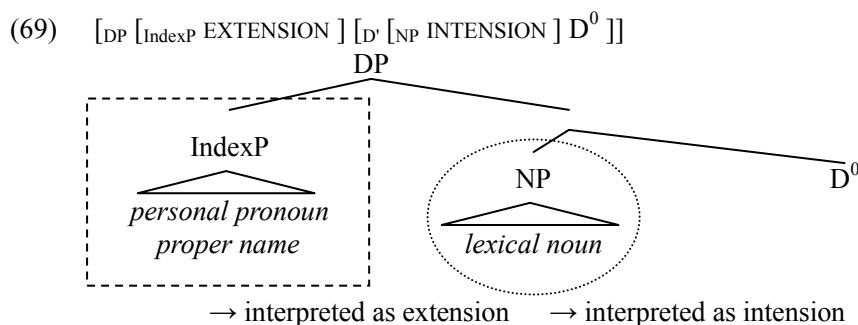 (69) [DP [IndexP EXTENSION ] [D' [NP INTENSION ] D⁰ ]]
DP
IndexP
NP
D⁰
personal pronoun
proper name
lexical noun
→ interpreted as extension → interpreted as intension